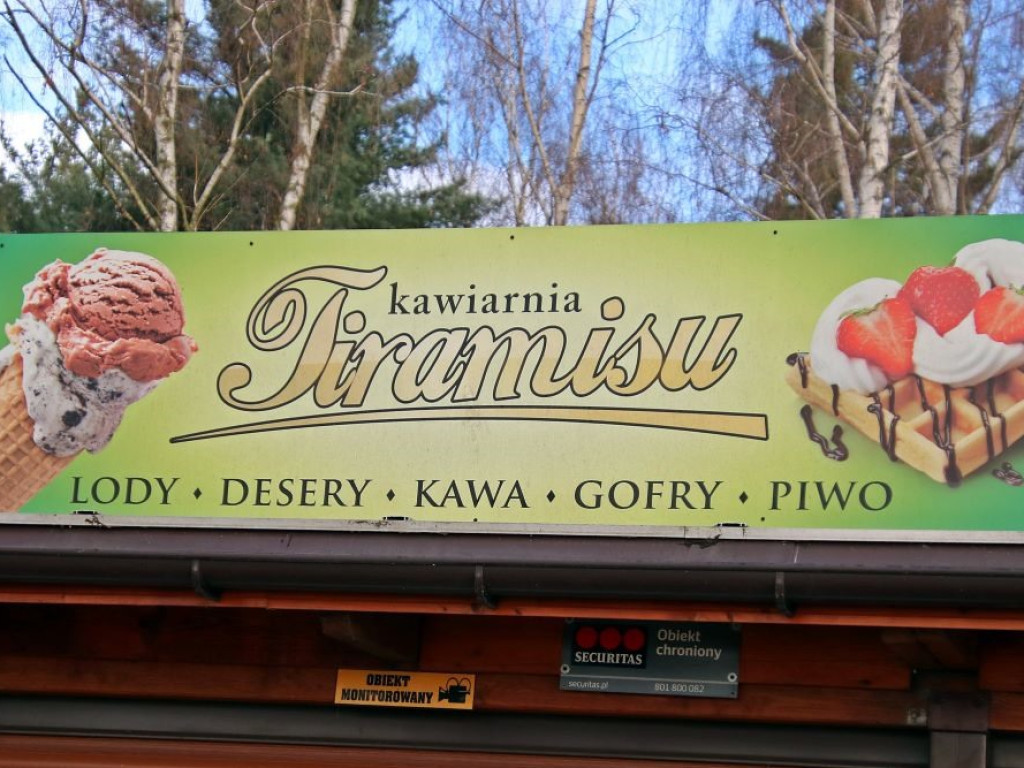 kawiarnia
Tiramisu
LODY ⬧ DESERY ⬧ KAWA ⬧ GOFRY ⬧ PIWO
SECURITAS
Obiekt
chroniony
securitas.pl 801 800 082
OBIEKT
MONITOROWANY